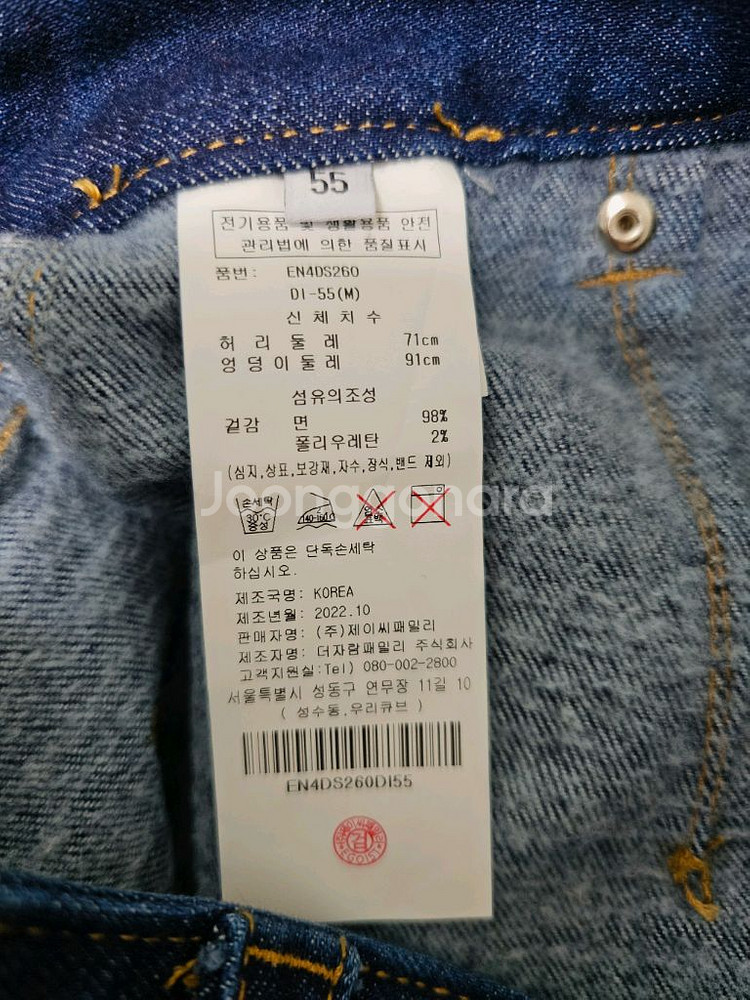 55
전기용품 및 생활용품 안전
관리법에 의한 품질표시
품번: EN4DS260
DI-55(M)
신체치수
허리둘레 71cm
엉덩이둘레 91cm
섬유의조성
겉감 면 98%
폴리우레탄 2%
(심지,상표,보강재,자수,장식,밴드 제외)
Joonggonara
손세탁
30°C
중성
140-160℃
이 상품은 단독손세탁
하십시오.
제조국명: KOREA
제조년월: 2022.10
판매자명: (주)제이씨패밀리
제조자명: 더자람패밀리 주식회사
고객지원실:Tel) 080-002-2800
서울특별시 성동구 연무장 11길 10
(성수동,우리큐브)
EN4DS260DI55
검
EGOIST